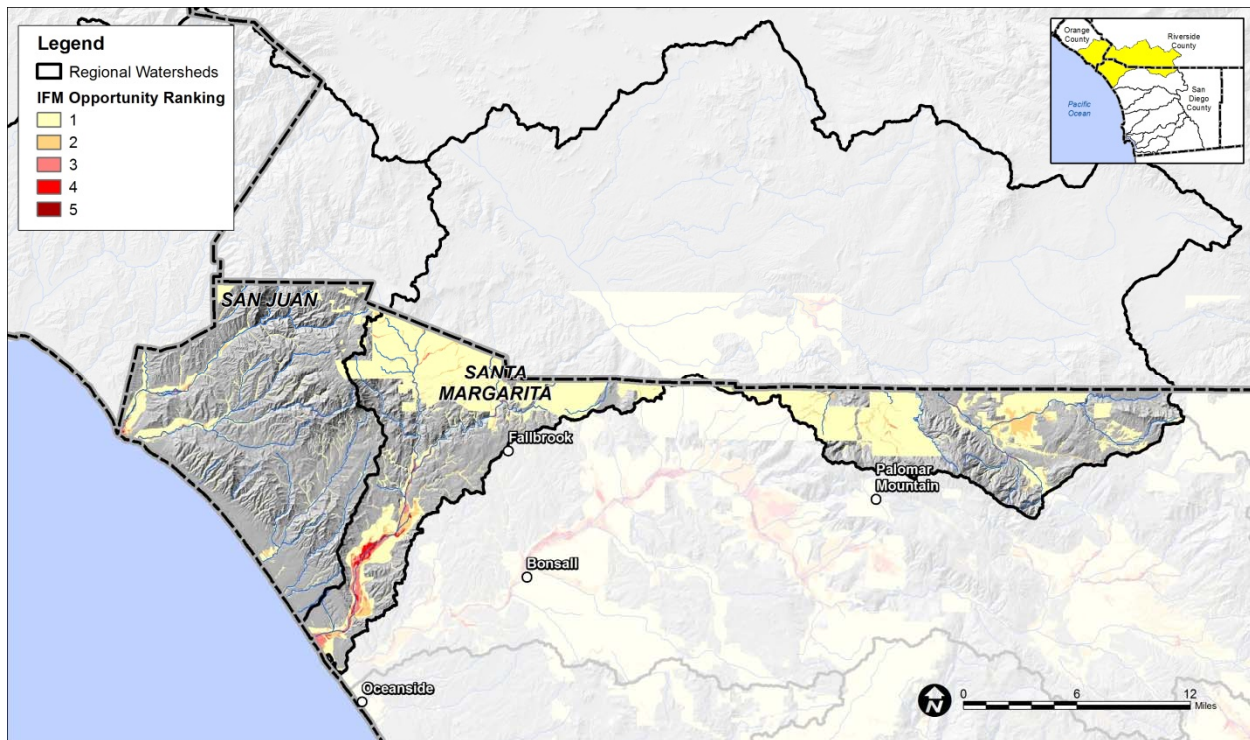 Legend
Regional Watersheds
IFM Opportunity Ranking
1
2
3
4
5
Orange
County
Riverside
County
San
Diego
County
Pacific
Ocean
SAN JUAN
SANTA
MARGARITA
Fallbrook
Palomar
Mountain
Bonsall
Oceanside
N
0 6 12
Miles